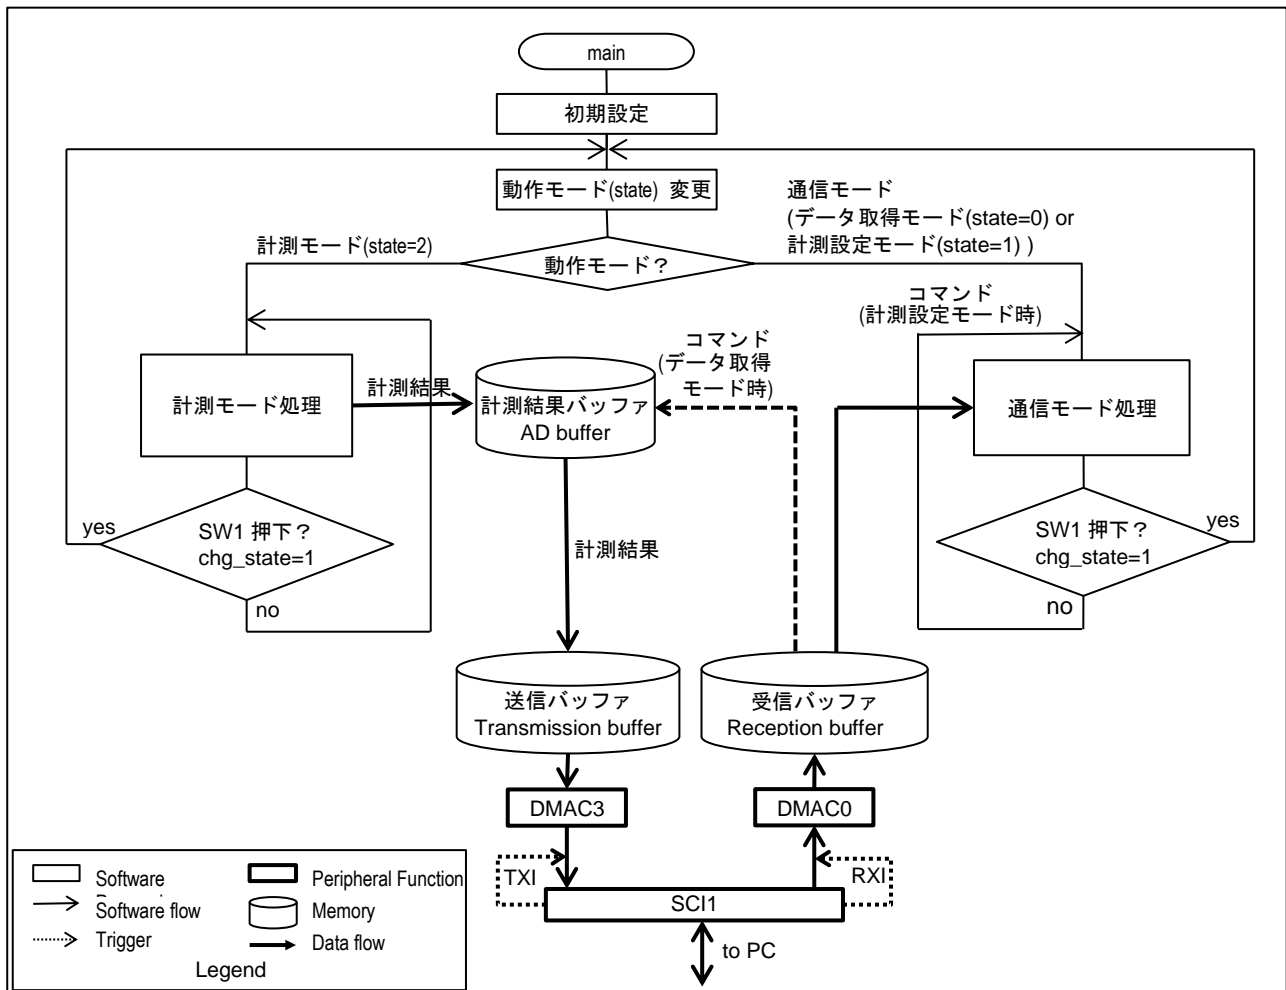 main
初期設定
動作モード(state) 変更
通信モード
(データ取得モード(state=0) or
計測設定モード(state=1) )
計測モード(state=2)
動作モード？
コマンド
(計測設定モード時)
コマンド
(データ取得
モード時)
計測モード処理
計測結果
計測結果バッファ
AD buffer
通信モード処理
yes
SW1 押下？
chg_state=1
no
計測結果
SW1 押下？
chg_state=1
yes
no
送信バッファ
Transmission buffer
受信バッファ
Reception buffer
DMAC3
DMAC0
TXI
RXI
SCI1
to PC
Software
Software flow
Trigger
Peripheral Function
Memory
Data flow
Legend